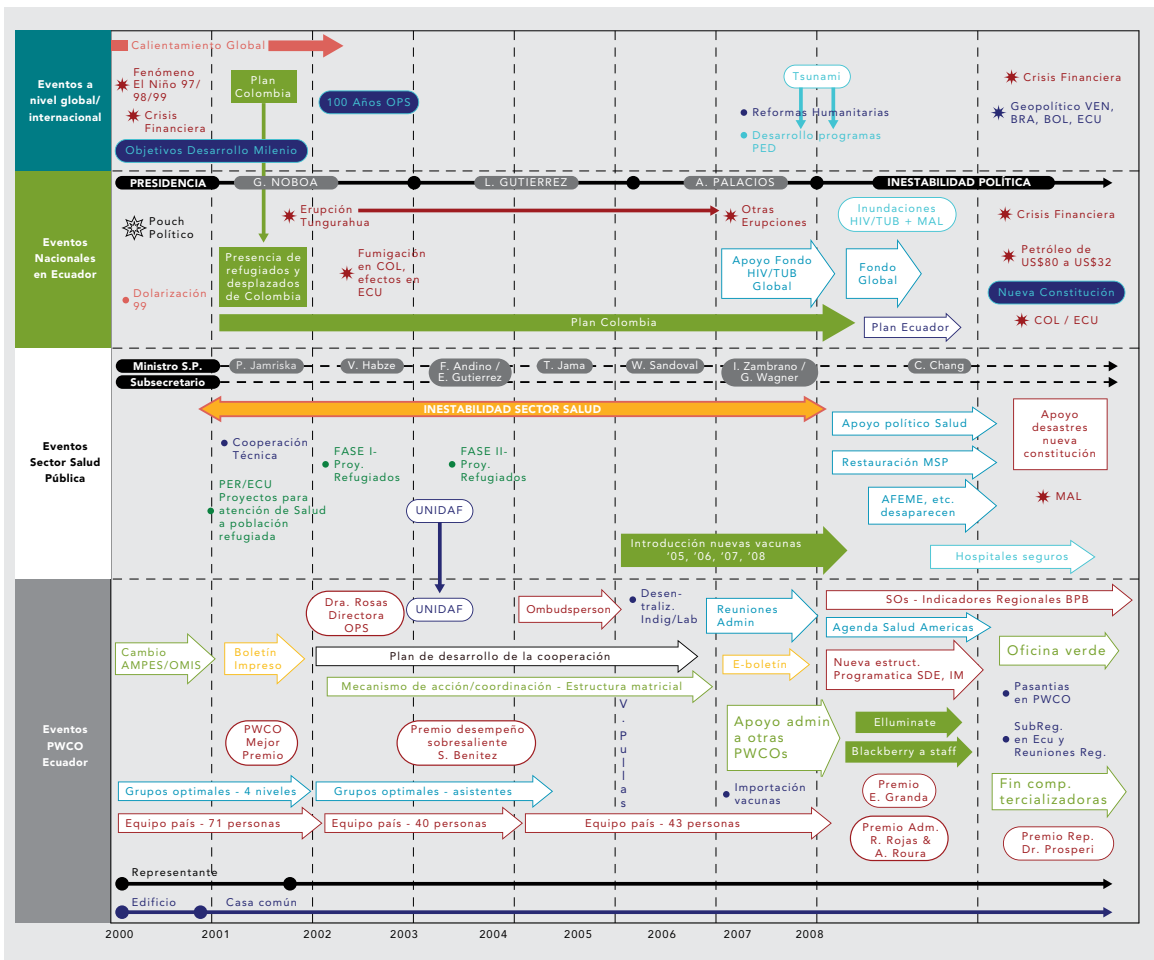 Eventos a
nivel global/
internacional
Calientamiento Global
Fenómeno
El Niño 97/
98/99
Crisis
Financiera
Plan
Colombia
100 Años OPS
Objetivos Desarrollo Milenio
Tsunami
Reformas Humanitarias
Desarrollo programas
PED
Crisis Financiera
Geopolítico VEN,
BRA, BOL, ECU
Eventos
Nacionales
en Ecuador
PRESIDENCIA
G. NOBOA
L. GUTIERREZ
A. PALACIOS
INESTABILIDAD POLÍTICA
Pouch
Político
Erupción
Tungurahua
Otras
Erupciones
Inundaciones
HIV/TUB + MAL
Crisis Financiera
Presencia de
refugiados y
desplazados
de Colombia
Fumigación
en COL,
efectos en
ECU
Apoyo Fondo
HIV/TUB
Global
Fondo
Global
Petróleo de
US$80 a US$32
Dolarización
99
Nueva Constitución
Plan Colombia
Plan Ecuador
COL / ECU
Eventos
Sector Salud
Pública
Ministro S.P.
Subsecretario
P. Jamriska
V. Habze
F. Andino /
E. Gutierrez
T. Jama
W. Sandoval
I. Zambrano /
G. Wagner
C. Chang
INESTABILIDAD SECTOR SALUD
Apoyo político Salud
Apoyo
desastres
nueva
constitución
Cooperación
Técnica
FASE I-
Proy.
Refugiados
FASE II-
Proy.
Refugiados
Restauración MSP
PER/ECU
Proyectos para
atención de Salud
a población
refugiada
UNIDAF
AFEME, etc.
desaparecen
MAL
Introducción nuevas vacunas
'05, '06, '07, '08
Hospitales seguros
Eventos
PWCO
Ecuador
Dra. Rosas
Directora
OPS
UNIDAF
Ombudsperson
Desen-
traliz.
Indig/Lab
Reuniones
Admin
SOs - Indicadores Regionales BPB
Agenda Salud Americas
Cambio
AMPES/OMIS
Boletín
Impreso
Plan de desarrollo de la cooperación
E-boletín
Nueva estruct.
Programatica SDE, IM
Oficina verde
Mecanismo de acción/coordinación - Estructura matricial
V. Pullas
Pasantias
en PWCO
PWCO
Mejor
Premio
Premio desempeño
sobresaliente
S. Benitez
Apoyo admin
a otras
PWCOs
Elluminate
Blackberry a staff
SubReg.
en Ecu y
Reuniones Reg.
Grupos optimales - 4 niveles
Grupos optimales - asistentes
Importación
vacunas
Premio
E. Granda
Fin comp.
tercializadoras
Equipo país - 71 personas
Equipo país - 40 personas
Equipo país - 43 personas
Premio Adm.
R. Rojas &
A. Roura
Premio Rep.
Dr. Prosperi
Representante
Edificio
Casa común
2000 2001 2002 2003 2004 2005 2006 2007 2008